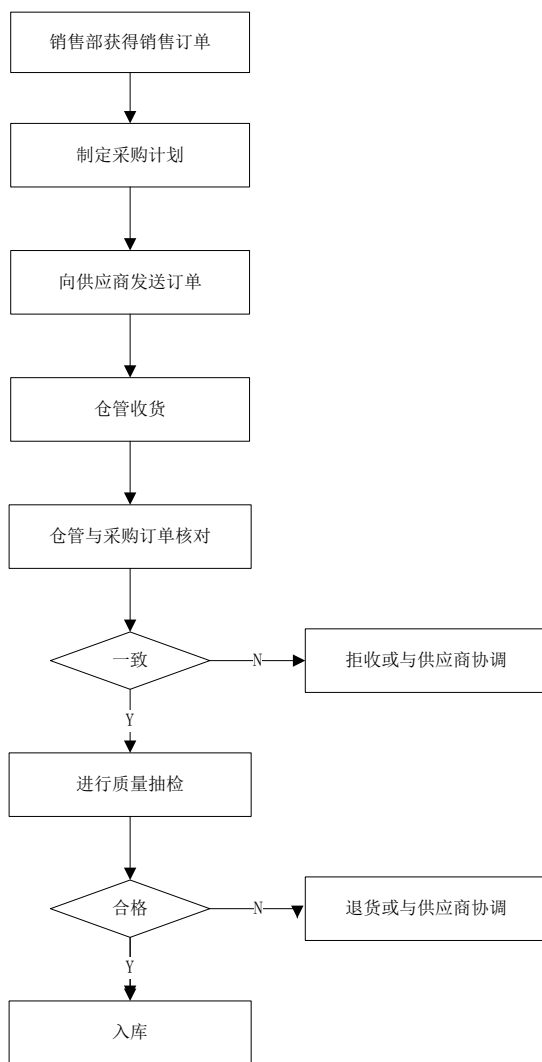 销售部获得销售订单
制定采购计划
向供应商发送订单
仓管收货
仓管与采购订单核对
一致
N
拒收或与供应商协调
Y
进行质量抽检
合格
N
退货或与供应商协调
Y
入库